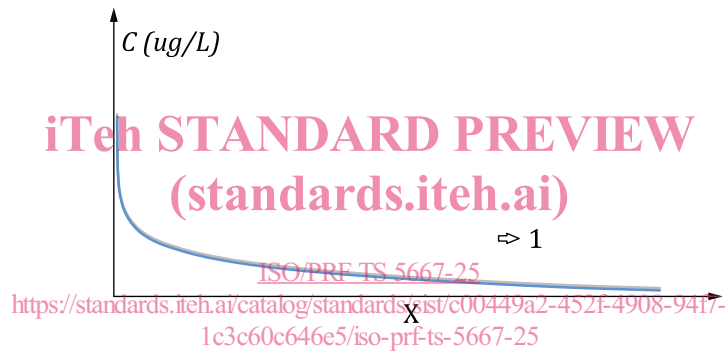 C (ug/L)
iTeh STANDARD PREVIEW
(standards.iteh.ai)
⇨ 1
ISO/PRF TS 5667-25
https://standards.iteh.ai/catalog/standards/sist/c00449a2-452f-4908-94f7-
X
1c3c60c646e5/iso-prf-ts-5667-25